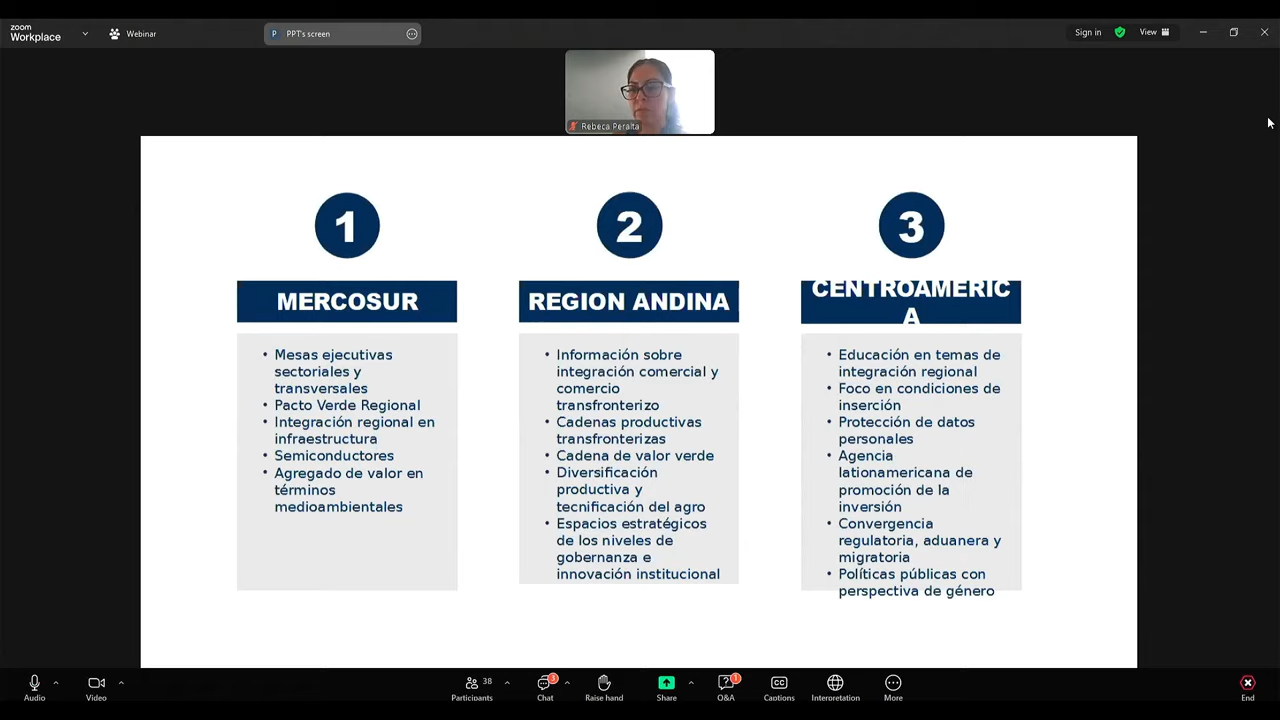 zoom
Workplace
Webinar
P
PPT's screen
Sign in
View
Rebeca Peralta
1
MERCOSUR
• Mesas ejecutivas
sectoriales y
transversales
• Pacto Verde Regional
• Integración regional en
infraestructura
• Semiconductores
• Agregado de valor en
términos
medioambientales
2
REGION ANDINA
• Información sobre
integración comercial y
comercio
transfronterizo
• Cadenas productivas
transfronterizas
• Cadena de valor verde
• Diversificación
productiva y
tecnificación del agro
• Espacios estratégicos
de los niveles de
gobernanza e
innovación institucional
3
CENTROAMERIC
A
• Educación en temas de
integración regional
• Foco en condiciones de
inserción
• Protección de datos
personales
• Agencia
lationamericana de
promoción de la
inversión
• Convergencia
regulatoria, aduanera y
migratoria
• Políticas públicas con
perspectiva de género
Audio
Video
38
Participants
3
Chat
Raise hand
Share
1
Q&A
CC
Captions
Interpretation
More
End